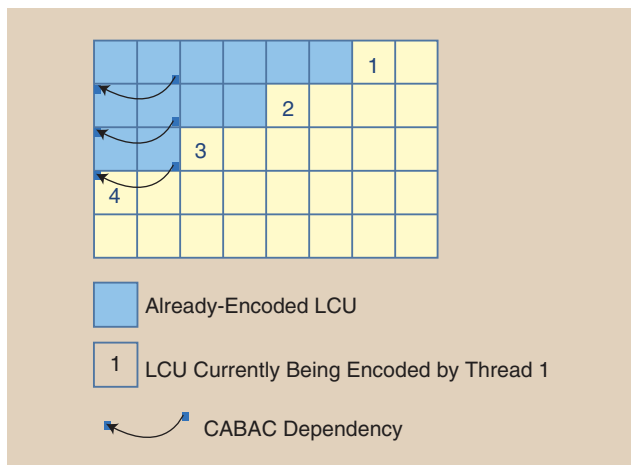 1
2
3
4
Already-Encoded LCU
1 LCU Currently Being Encoded by Thread 1
CABAC Dependency